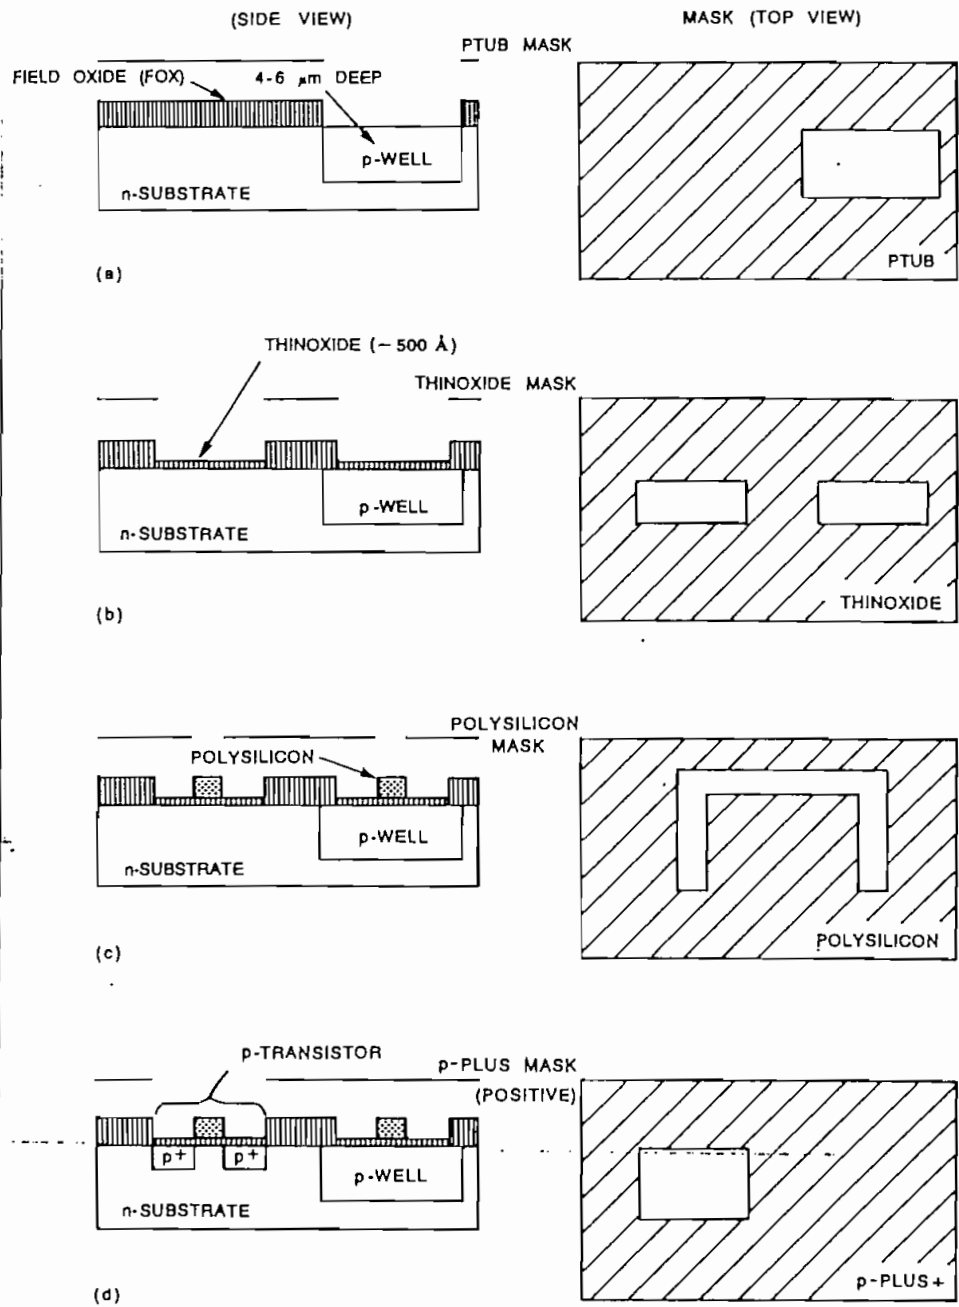 (SIDE VIEW)
MASK (TOP VIEW)
PTUB MASK
FIELD OXIDE (FOX)
4-6 μm DEEP
p-WELL
n-SUBSTRATE
PTUB
(a)
THINOXIDE (~500 Å)
THINOXIDE MASK
p-WELL
n-SUBSTRATE
THINOXIDE
(b)
POLYSILICON
MASK
POLYSILICON
p-WELL
n-SUBSTRATE
POLYSILICON
(c)
p-TRANSISTOR
p-PLUS MASK
(POSITIVE)
p+
p+
p-WELL
n-SUBSTRATE
p-PLUS+
(d)